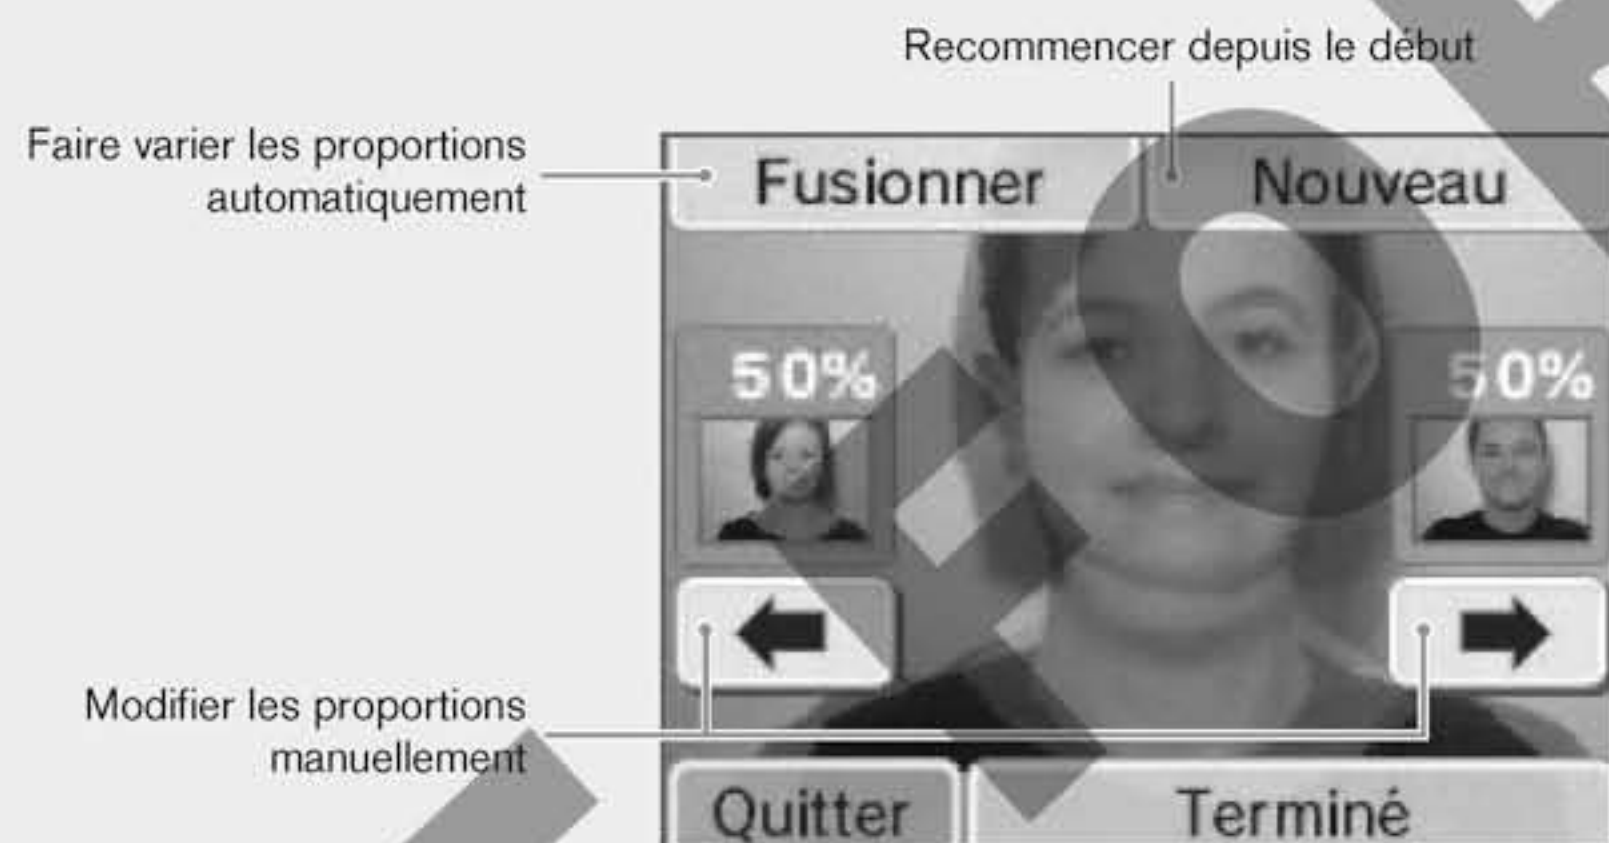 Recommencer depuis le début
Faire varier les proportions
automatiquement
Fusionner
Nouveau
50%
50%
Modifier les proportions
manuellement
Quitter
Terminé